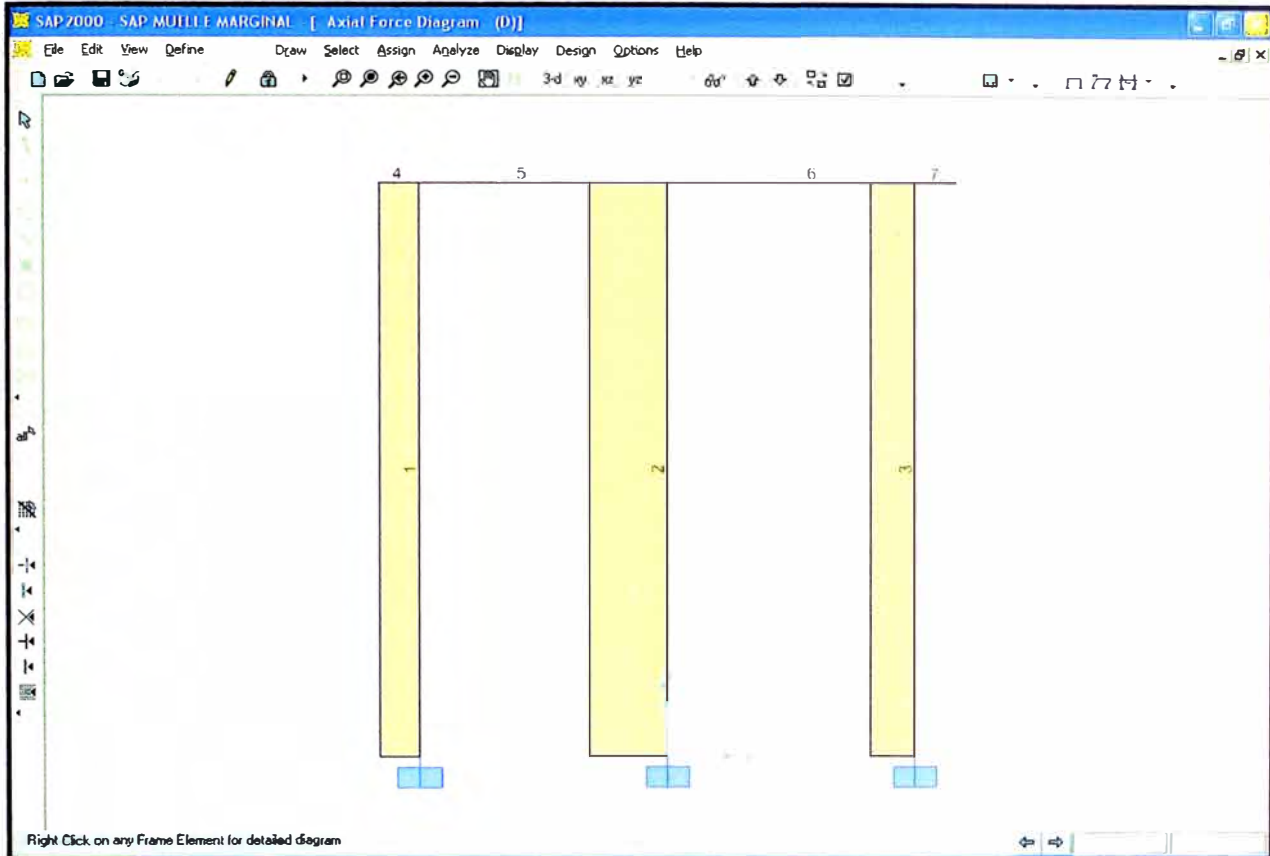 SAP2000 - SAP MUELLE MARGINAL - [ Axial Force Diagram (D)]
File Edit View Define Draw Select Assign Analyze Display Design Options Help
3-d xy xz yz
4 5 6 7
1 2 3
Right Click on any Frame Element for detailed diagram